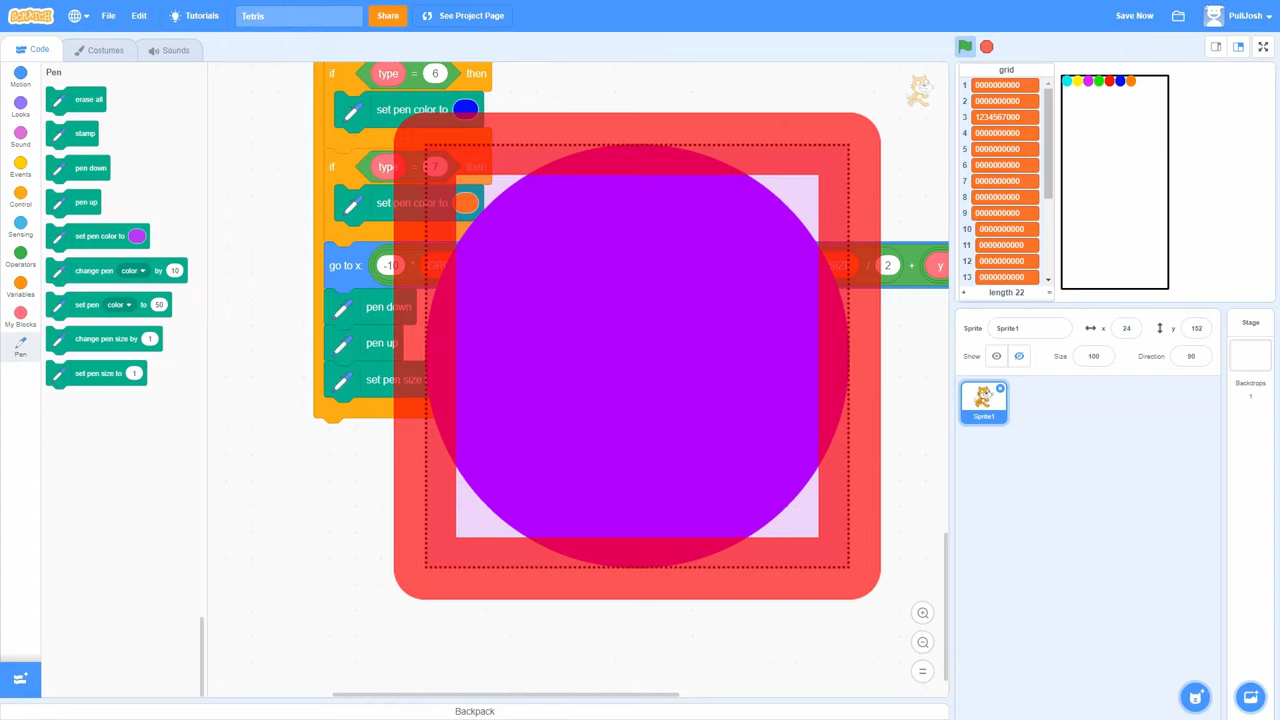 SCRATCH
File
Edit
Tutorials
Tetris
Share
See Project Page
Save Now
PullJosh
Code
Costumes
Sounds
Motion
Looks
Sound
Events
Control
Sensing
Operators
Variables
My Blocks
Pen
Pen
erase all
stamp
pen down
pen up
set pen color to
change pen color by 10
set pen color to 50
change pen size by 1
set pen size to 1
if type = 6 then
set pen color to
if type = 7 then
set pen color to
go to x: -10 * / 2 + y
pen down
pen up
set pen size
grid
1 0000000000
2 0000000000
3 1234567000
4 0000000000
5 0000000000
6 0000000000
7 0000000000
8 0000000000
9 0000000000
10 0000000000
11 0000000000
12 0000000000
13 0000000000
+ length 22 =
Sprite Sprite1 x 24 y 152
Show Size 100 Direction 90
Sprite1
Stage
Backdrops
1
Backpack